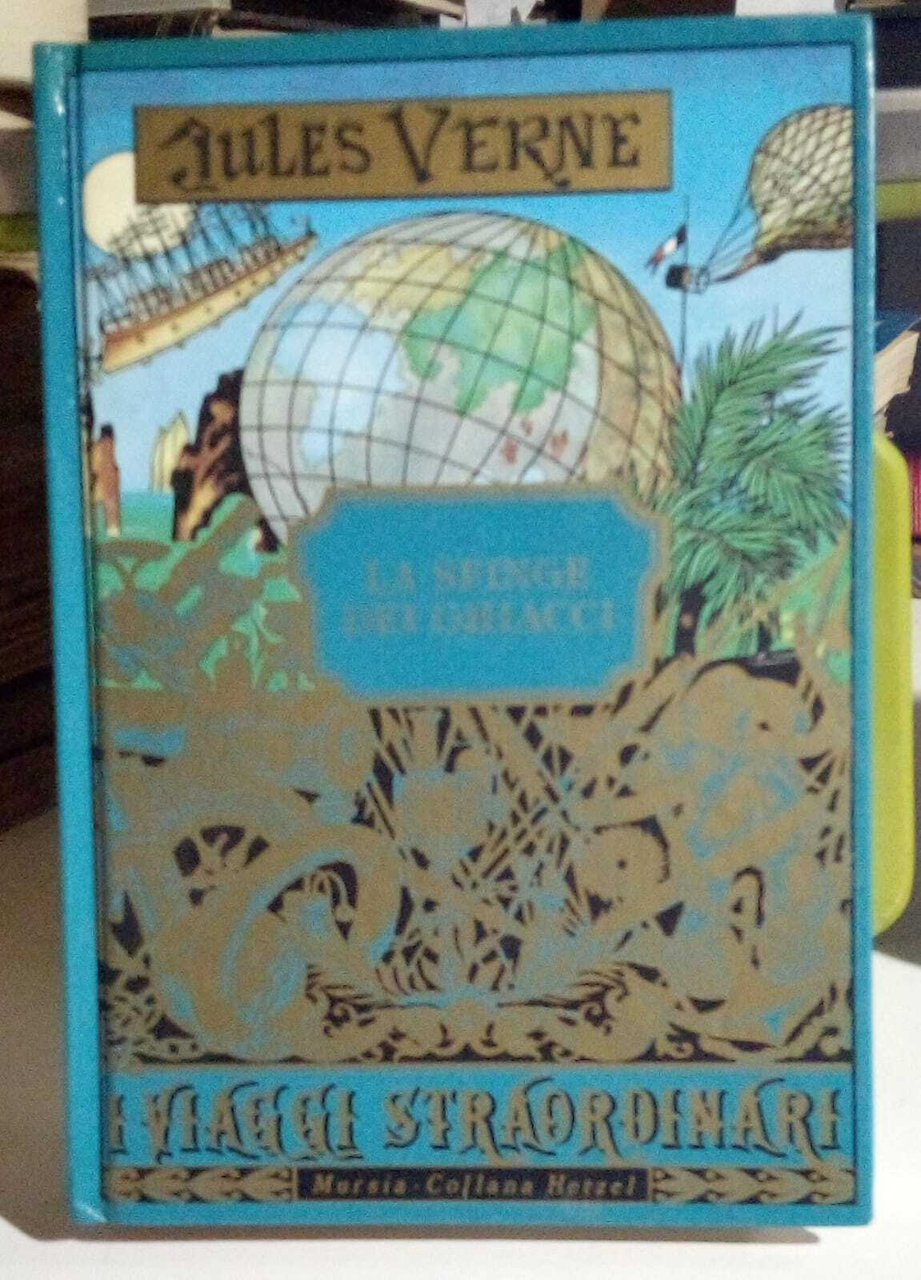 JULES VERNE
LA SFINGE
DEI GHIACCI
I VIAGGI STRAORDINARI
Mursia - Collana Hetzel